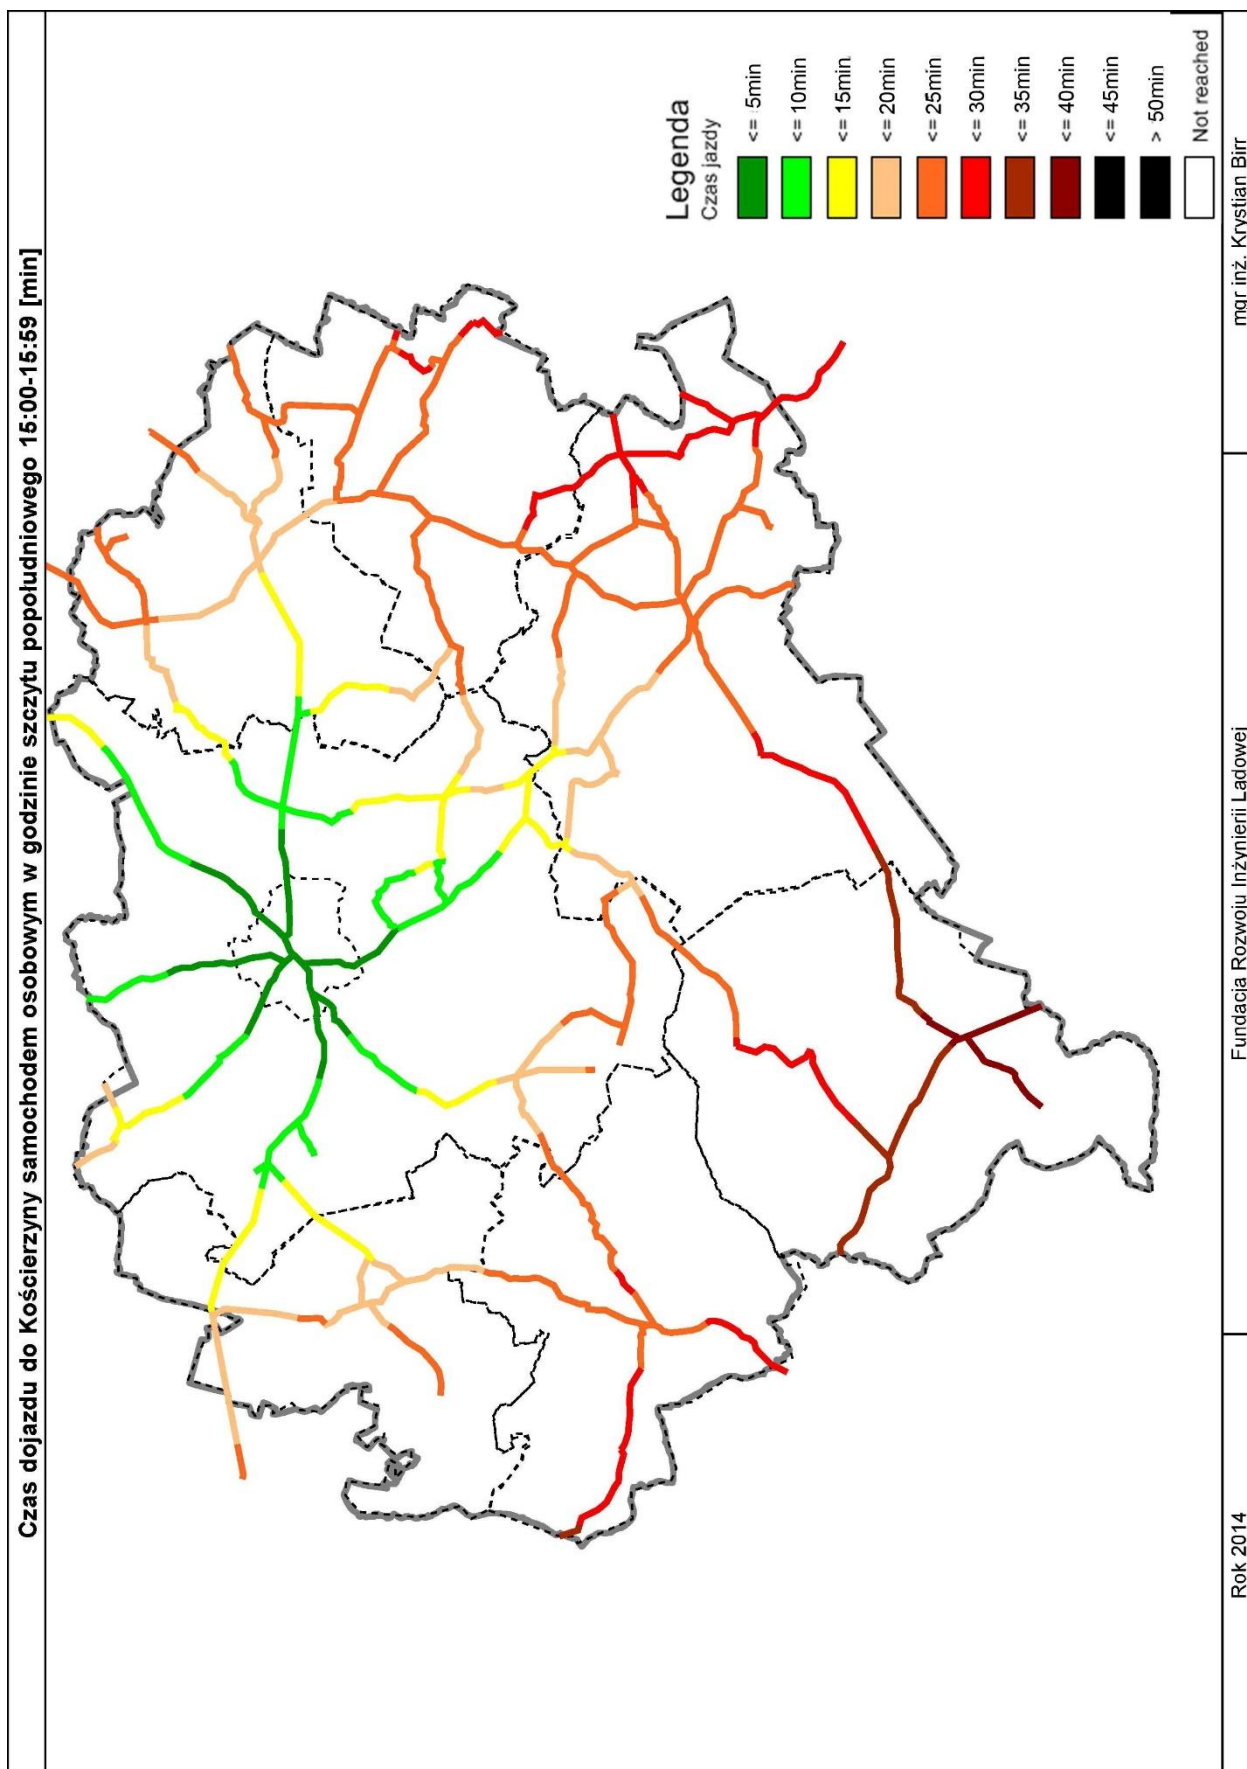 Czas dojazdu do Kościerzyny samochodem osobowym w godzinie szczytu popołudniowego 15:00-15:59 [min]
Legenda
Czas jazdy
<= 5min
<= 10min
<= 15min
<= 20min
<= 25min
<= 30min
<= 35min
<= 40min
<= 45min
> 50min
Not reached
Rok 2014
Fundacja Rozwoju Inżynierii Lądowej
mgr inż. Krystian Birr